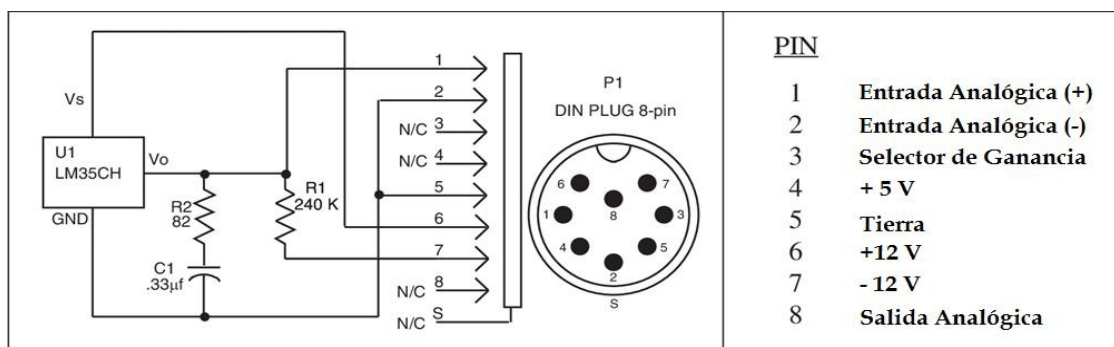 1
2
N/C 3
N/C 4
5
6
7
N/C 8
N/C S
Vs
U1
LM35CH
Vo
GND
R2
82
R1
240 K
C1
.33µf
P1
DIN PLUG 8-pin
6
7
8
1
3
4
5
2
S
PIN
1 Entrada Analógica (+)
2 Entrada Analógica (-)
3 Selector de Ganancia
4 + 5 V
5 Tierra
6 +12 V
7 - 12 V
8 Salida Analógica